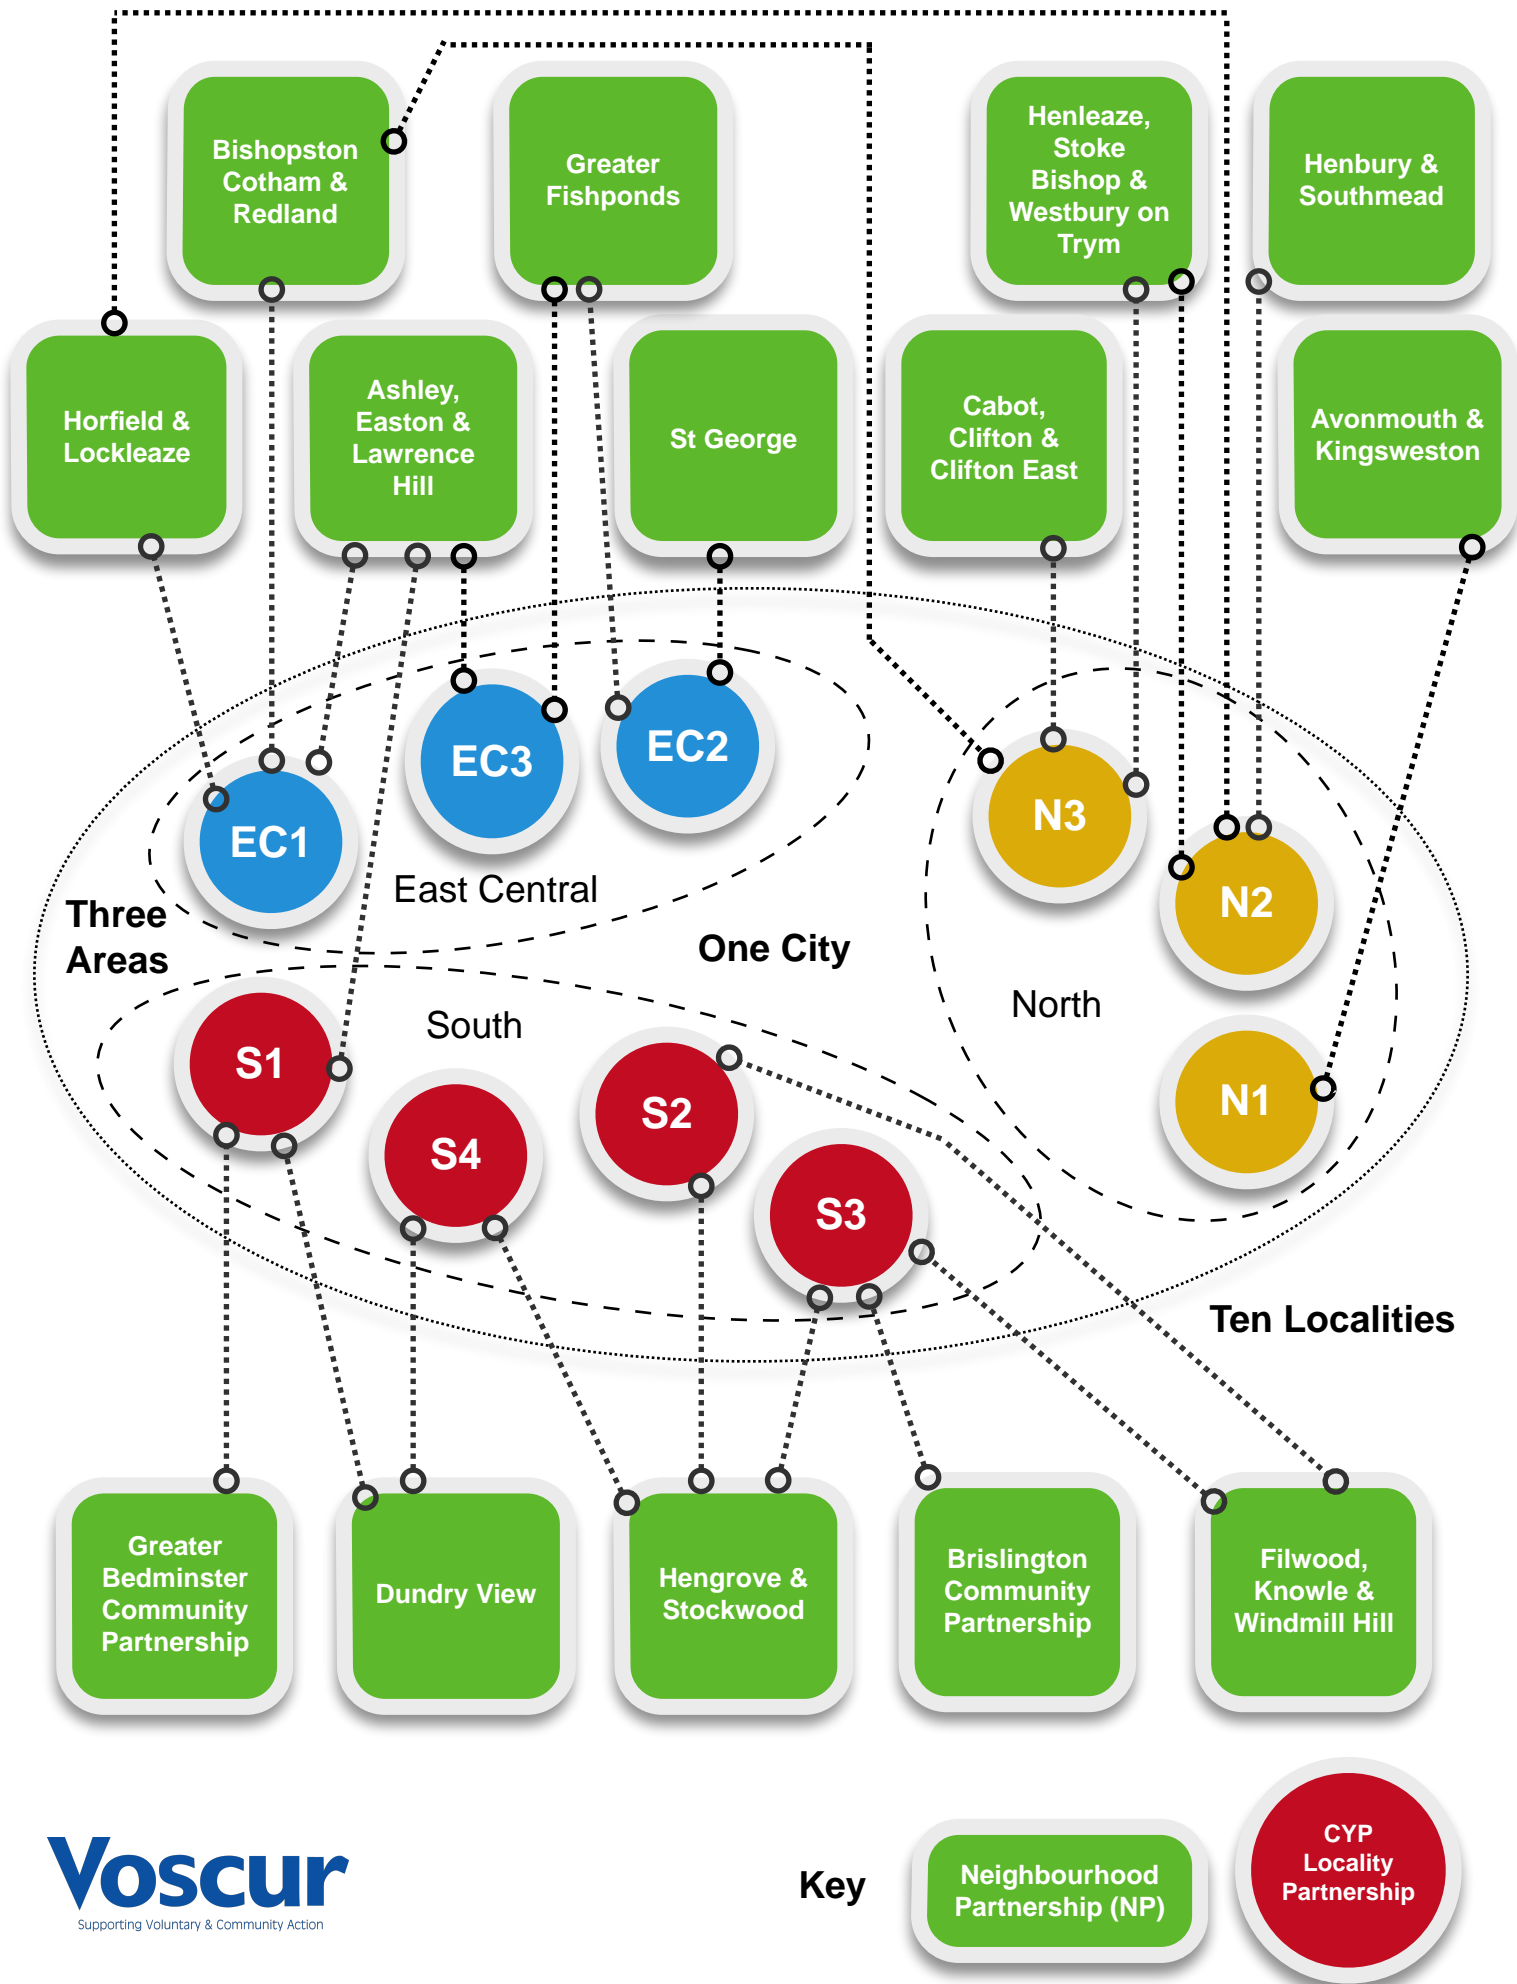 Bishopston
Cotham &
Redland
Greater
Fishponds
Henleaze,
Stoke
Bishop &
Westbury on
Trym
Henbury &
Southmead
Horfield &
Lockleaze
Ashley,
Easton &
Lawrence
Hill
St George
Cabot,
Clifton &
Clifton East
Avonmouth &
Kingsweston
EC1
EC3
EC2
N3
N2
N1
East Central
Three
Areas
One City
North
South
S1
S4
S2
S3
Ten Localities
Greater
Bedminster
Community
Partnership
Dundry View
Hengrove &
Stockwood
Brislington
Community
Partnership
Filwood,
Knowle &
Windmill Hill
Voscur
Supporting Voluntary & Community Action
Key
Neighbourhood
Partnership (NP)
CYP
Locality
Partnership